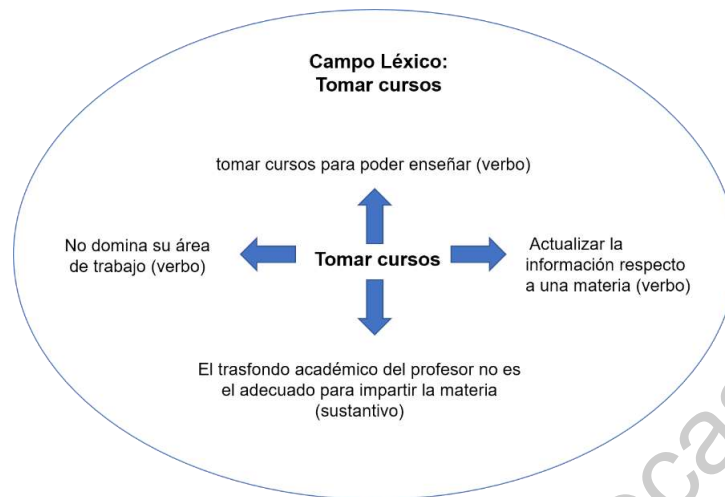 Campo Léxico:
Tomar cursos
tomar cursos para poder enseñar (verbo)
No domina su área
de trabajo (verbo)
Tomar cursos
Actualizar la
información respecto
a una materia (verbo)
El trasfondo académico del profesor no es
el adecuado para impartir la materia
(sustantivo)